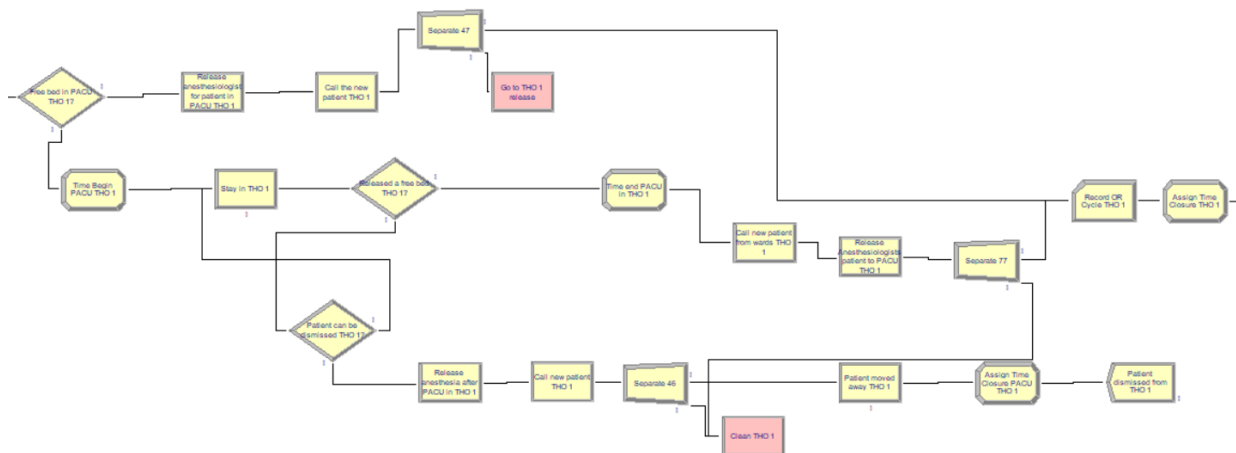 Separate 47
Free bed in PACU
THO 1?
Release
anesthesiologist
for patient in
PACU THO 1
Call the new
patient THO 1
Go to THO 1
release
Time Begin
PACU THO 1
Stay in THO 1
Released a free bed
THO 1?
Time end PACU
in THO 1
Record OR
Cycle THO 1
Assign Time
Closure THO 1
Call new patient
from wards THO
1
Release
Anesthesiologists
patient to PACU
THO 1
Separate 77
Patient can be
dismissed THO 1?
Release
anesthesia after
PACU in THO 1
Call new patient
THO 1
Separate 46
Patient moved
away THO 1
Assign Time
Closure PACU
THO 1
Patient
dismissed from
THO 1
Clean THO 1